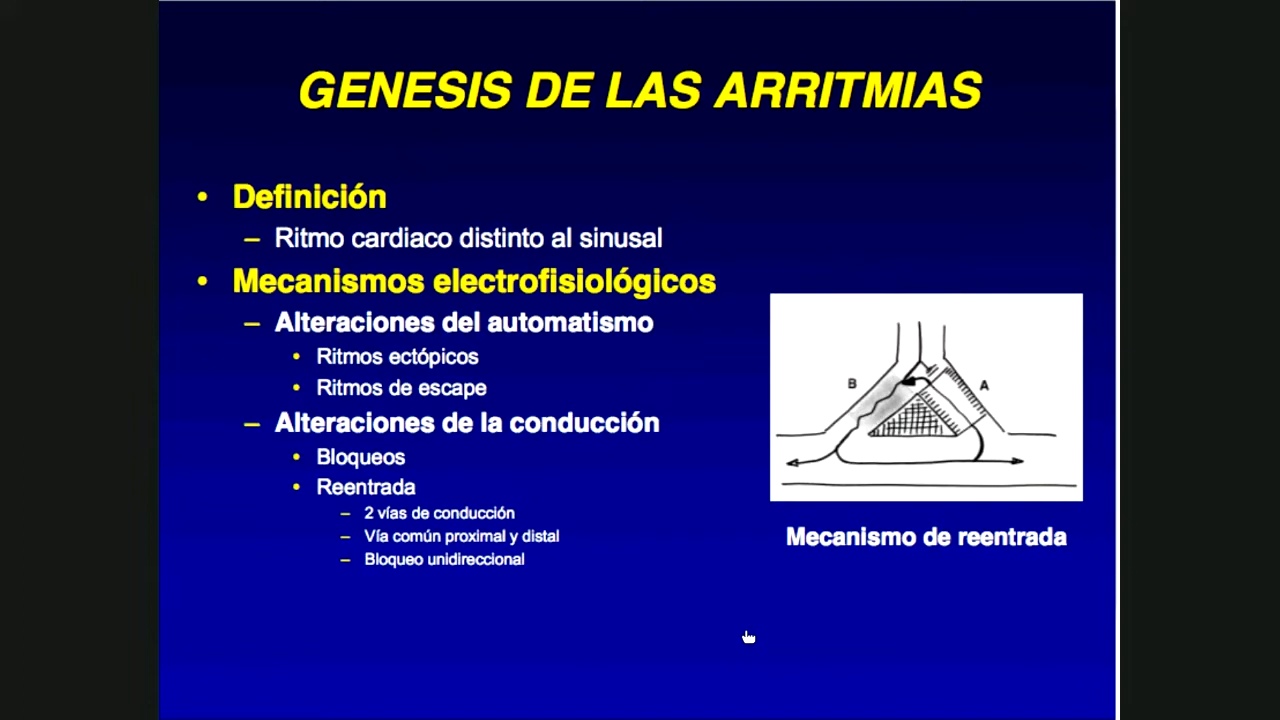 GENESIS DE LAS ARRITMIAS
• Definición
– Ritmo cardiaco distinto al sinusal
• Mecanismos electrofisiológicos
– Alteraciones del automatismo
• Ritmos ectópicos
• Ritmos de escape
– Alteraciones de la conducción
• Bloqueos
• Reentrada
– 2 vías de conducción
– Vía común proximal y distal
– Bloqueo unidireccional
B
A
Mecanismo de reentrada